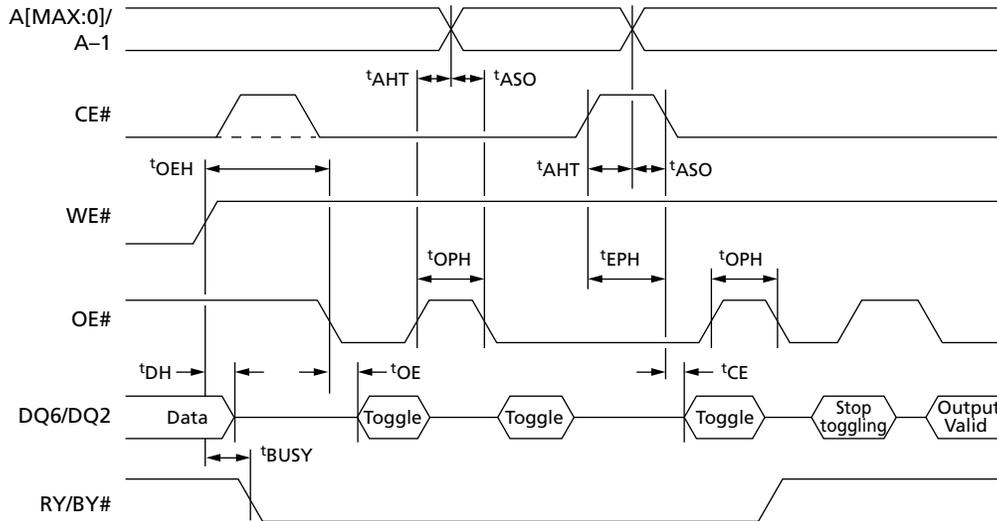 A[MAX:0]/
A–1
tAHT
tASO
CE#
tOEH
tAHT
tASO
WE#
tOPH
tEPH
tOPH
OE#
tDH
tOE
tCE
DQ6/DQ2
Data
Toggle
Toggle
Toggle
Stop
toggling
Output
Valid
tBUSY
RY/BY#